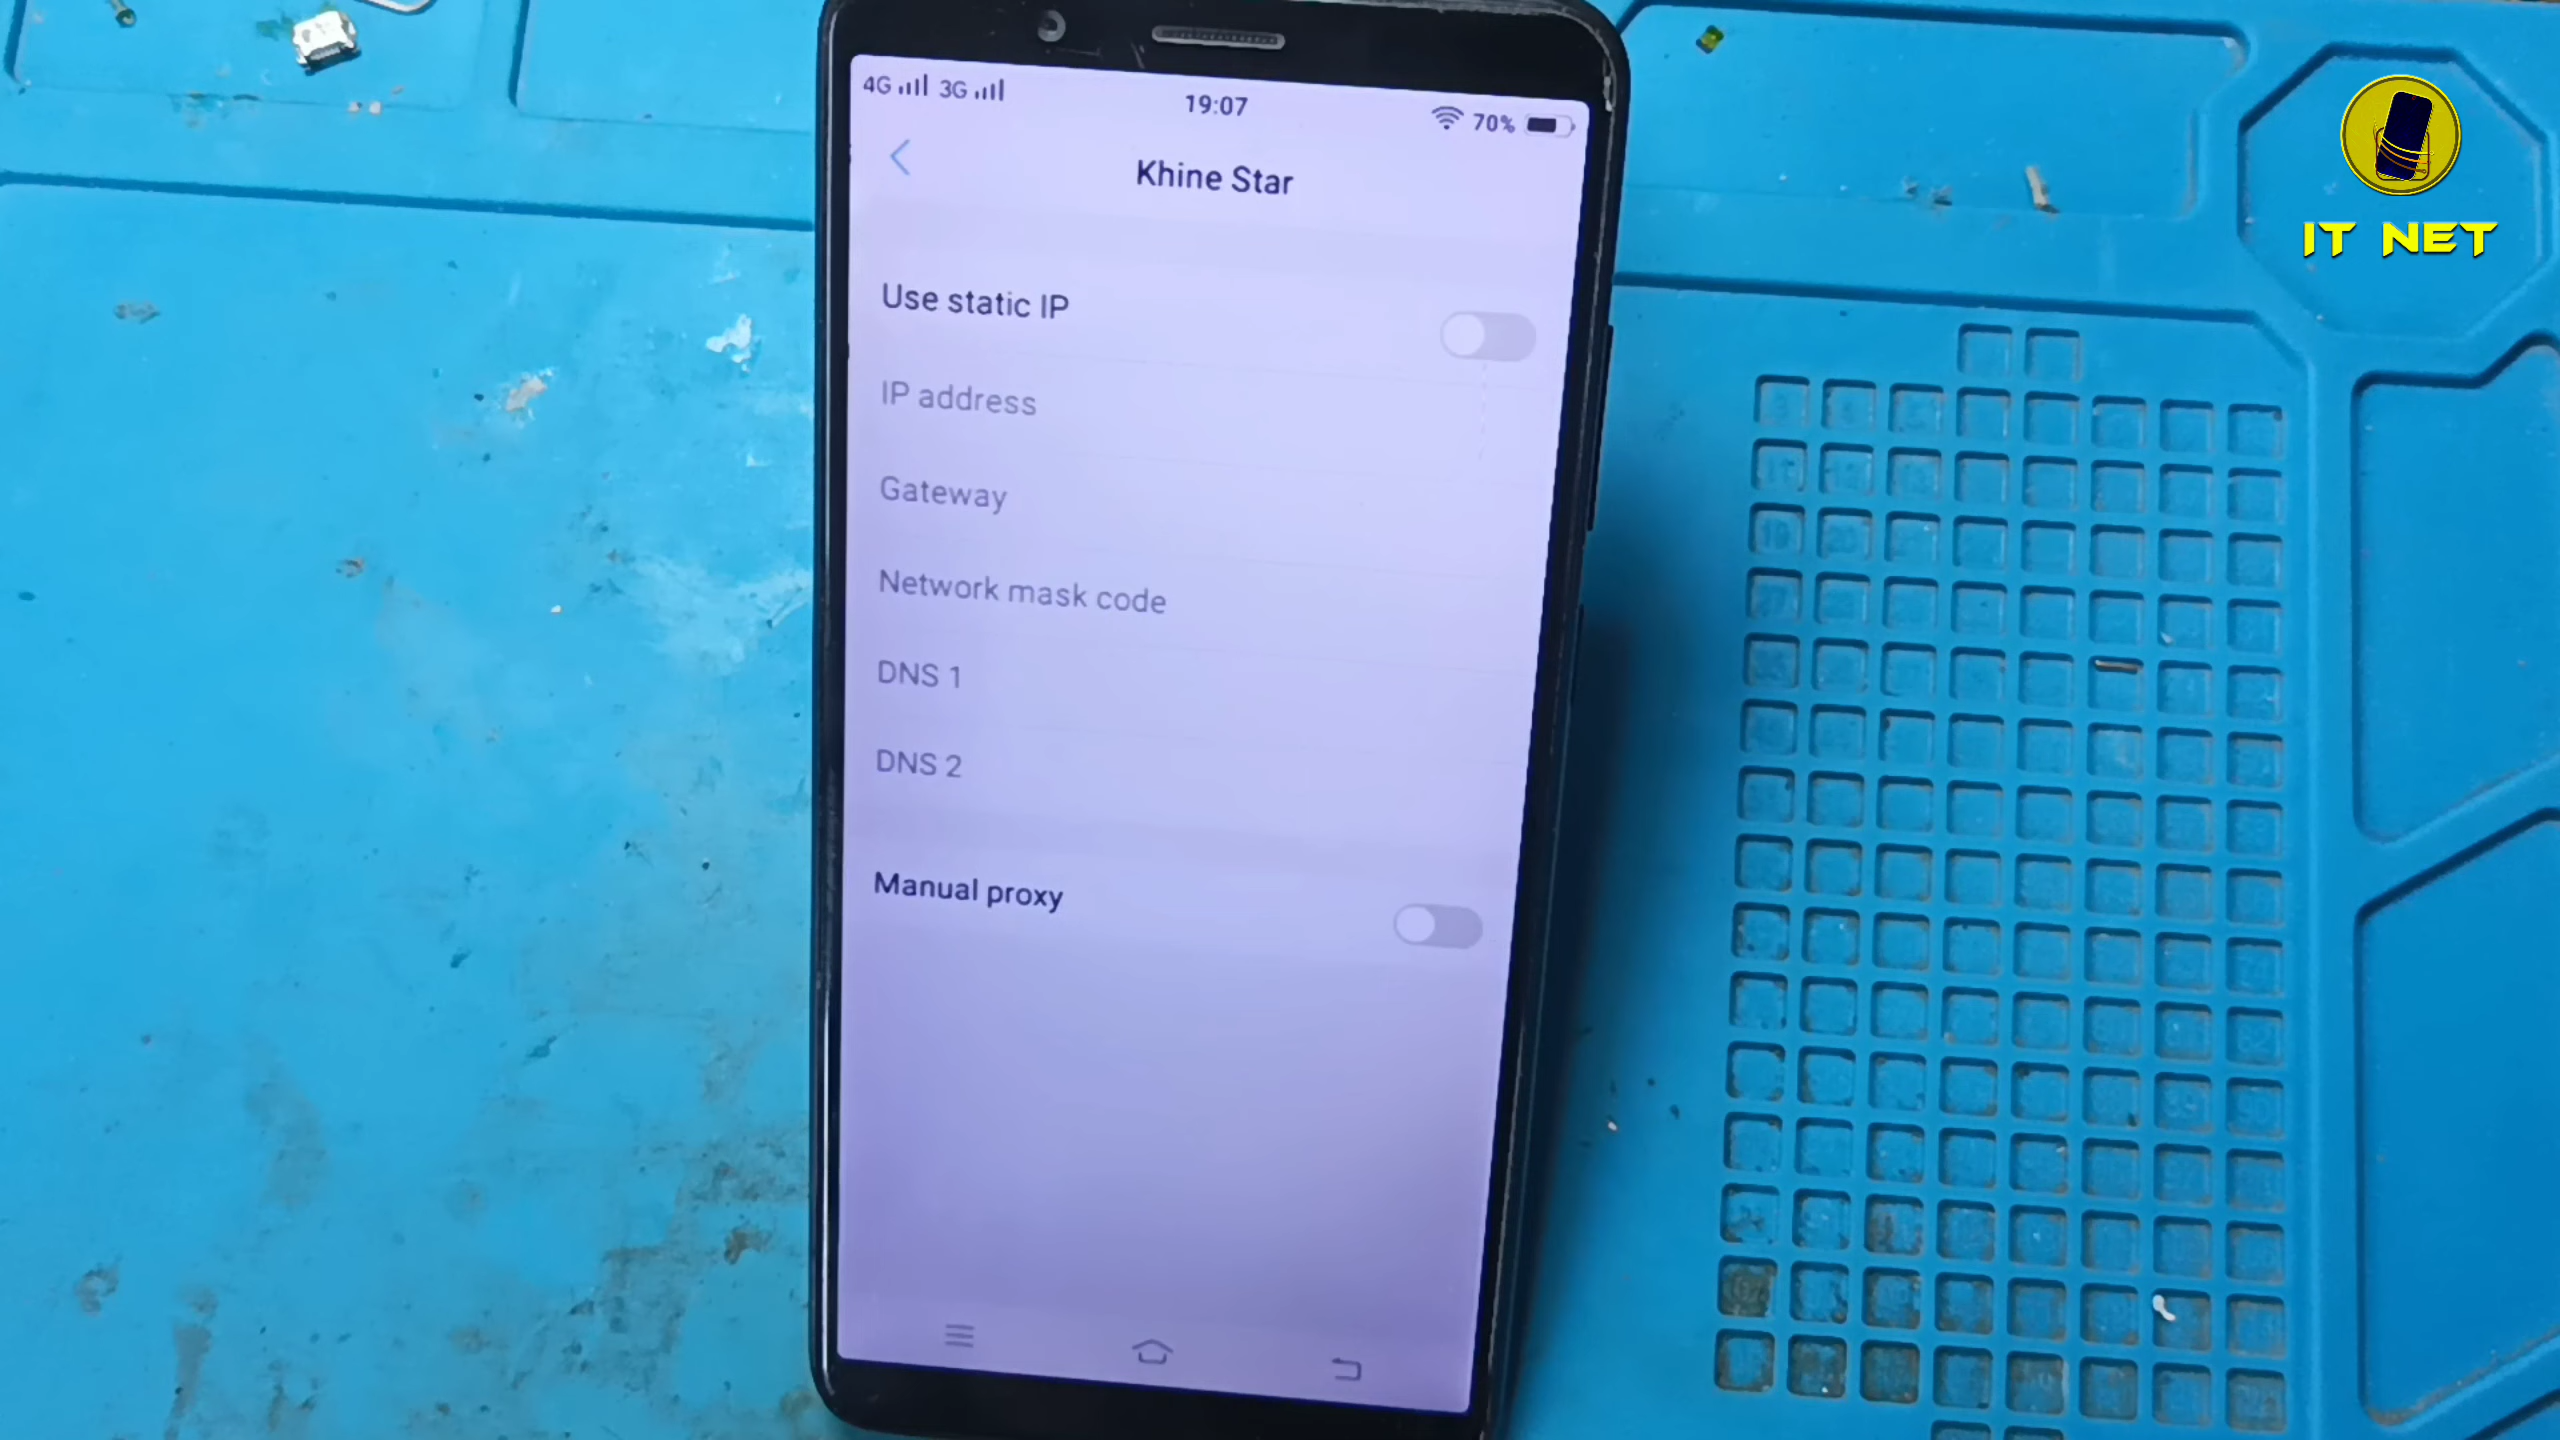 4G 3G 19:07 70%
Khine Star
IT NET
Use static IP
IP address
Gateway
Network mask code
DNS 1
DNS 2
Manual proxy